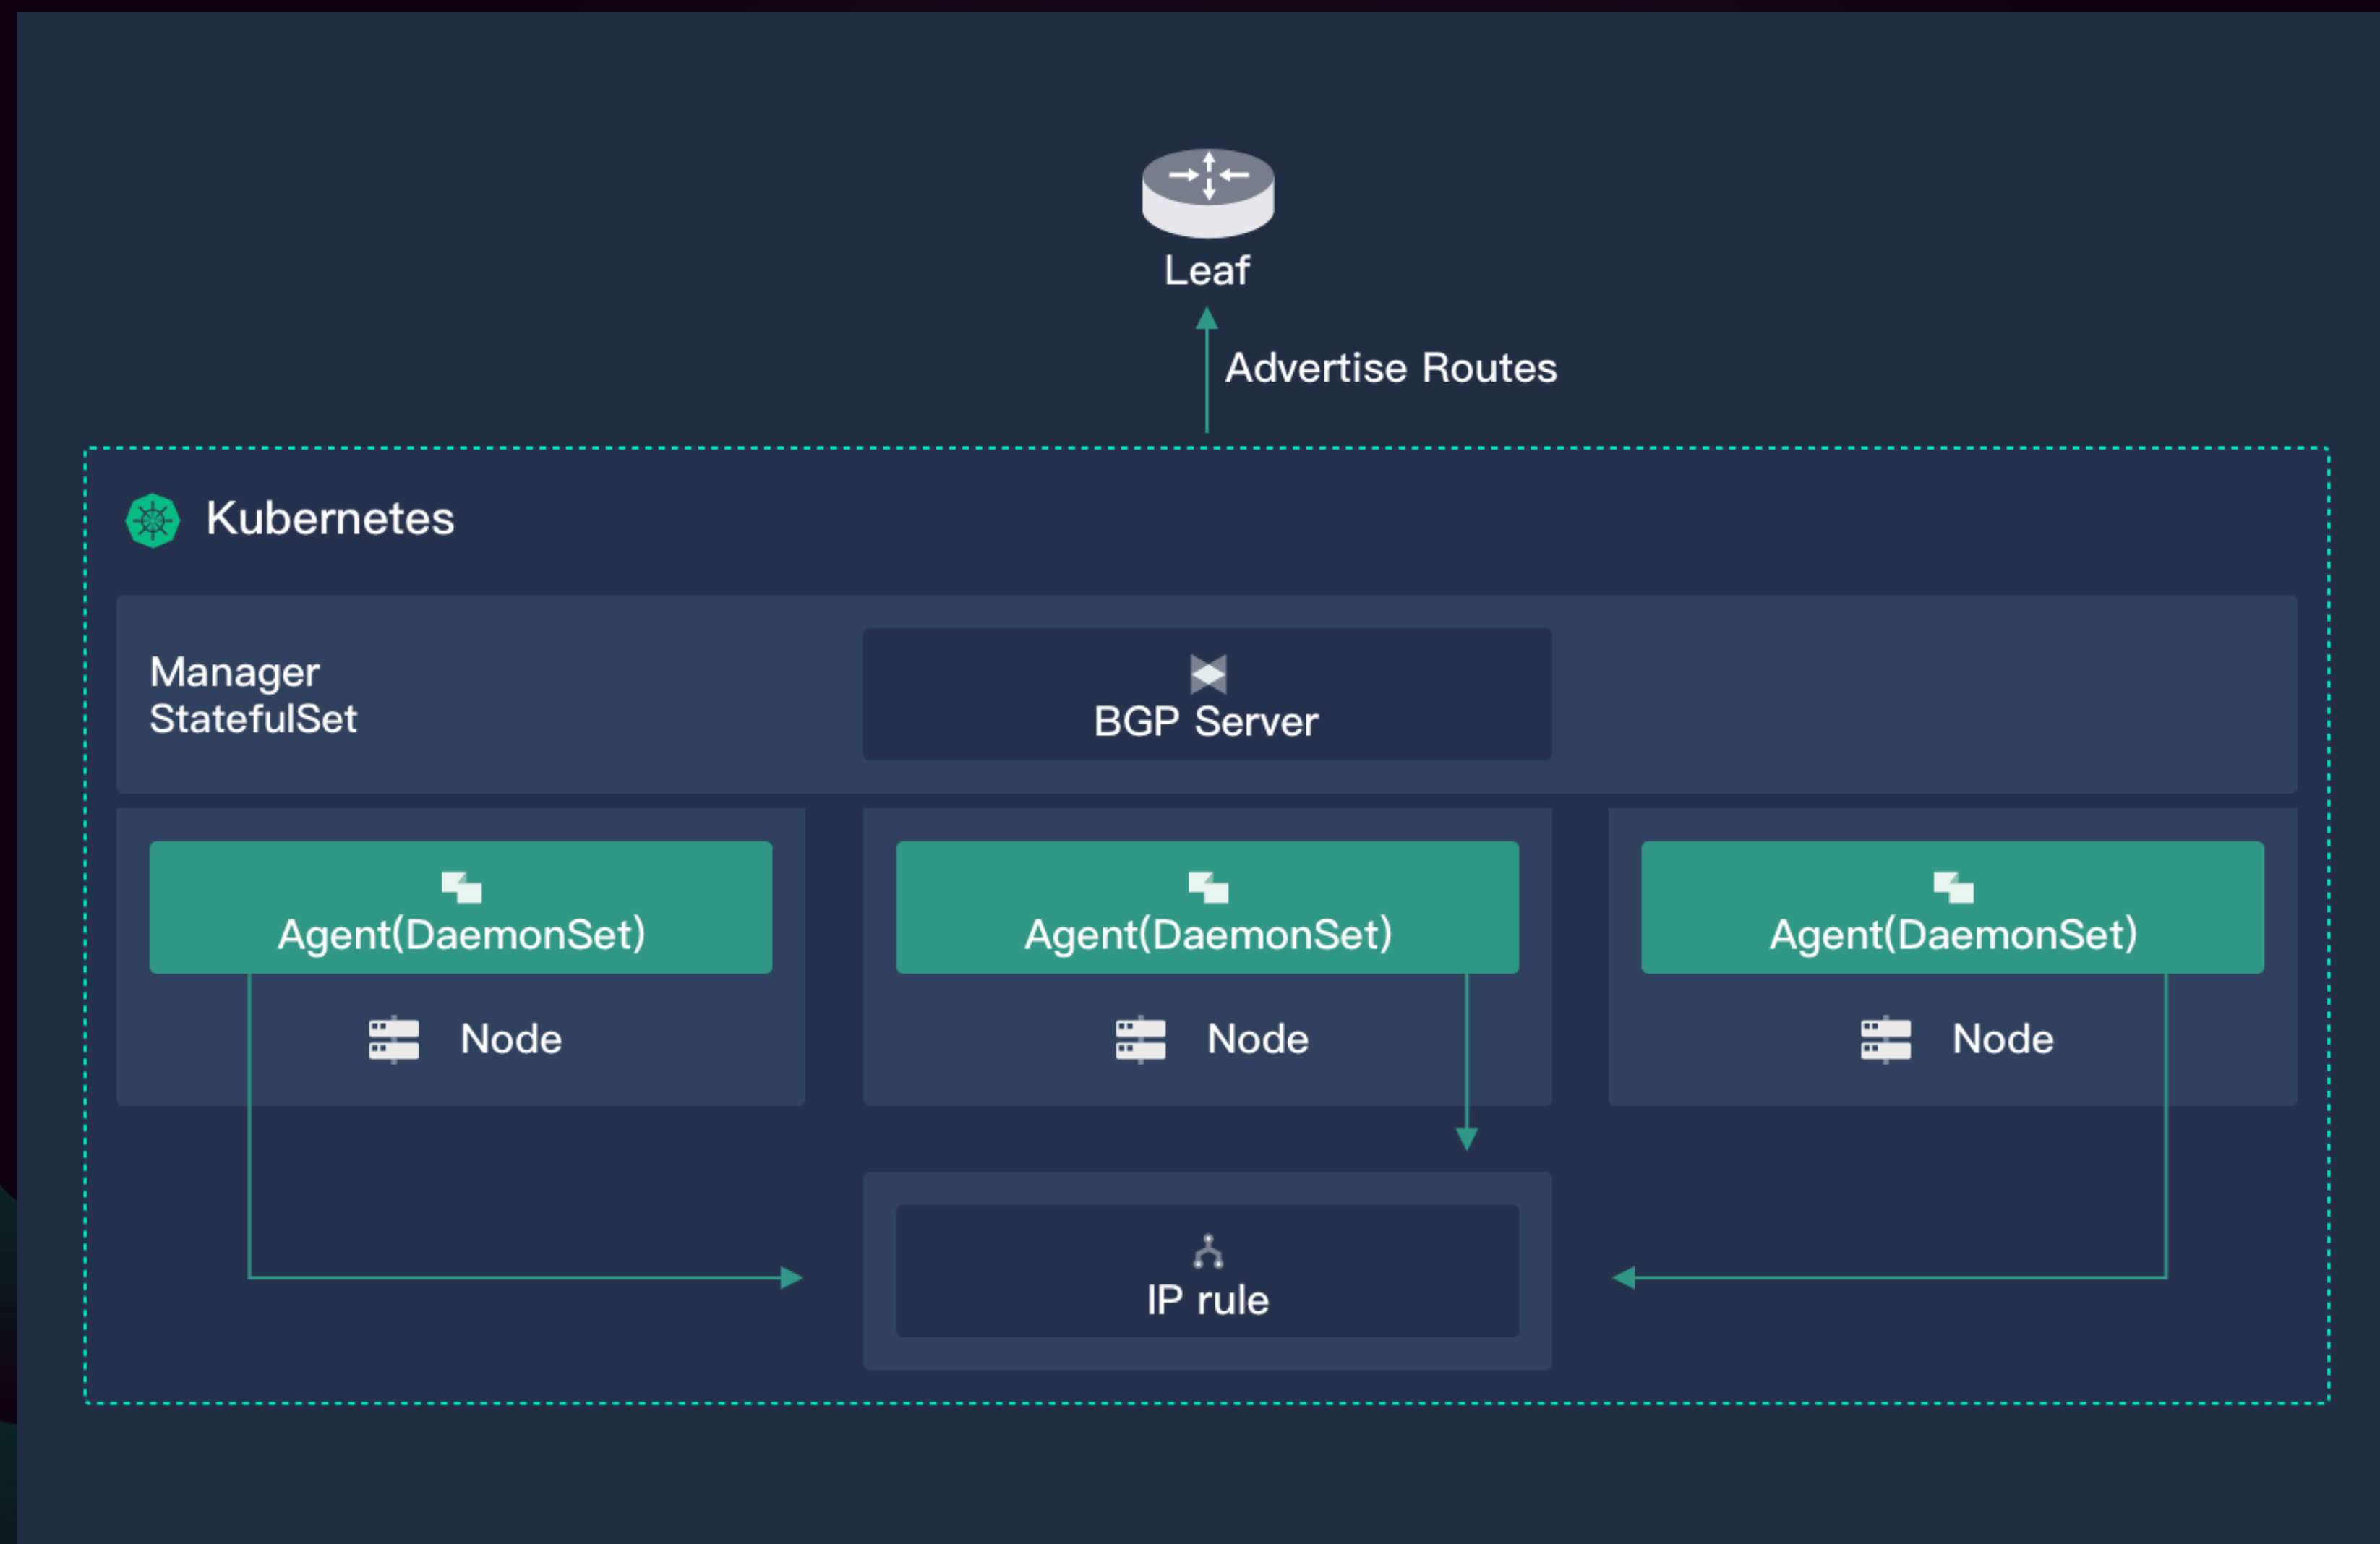 Leaf
Advertise Routes
Kubernetes
Manager
StatefulSet
BGP Server
Agent(DaemonSet)
Agent(DaemonSet)
Agent(DaemonSet)
Node
Node
Node
IP rule